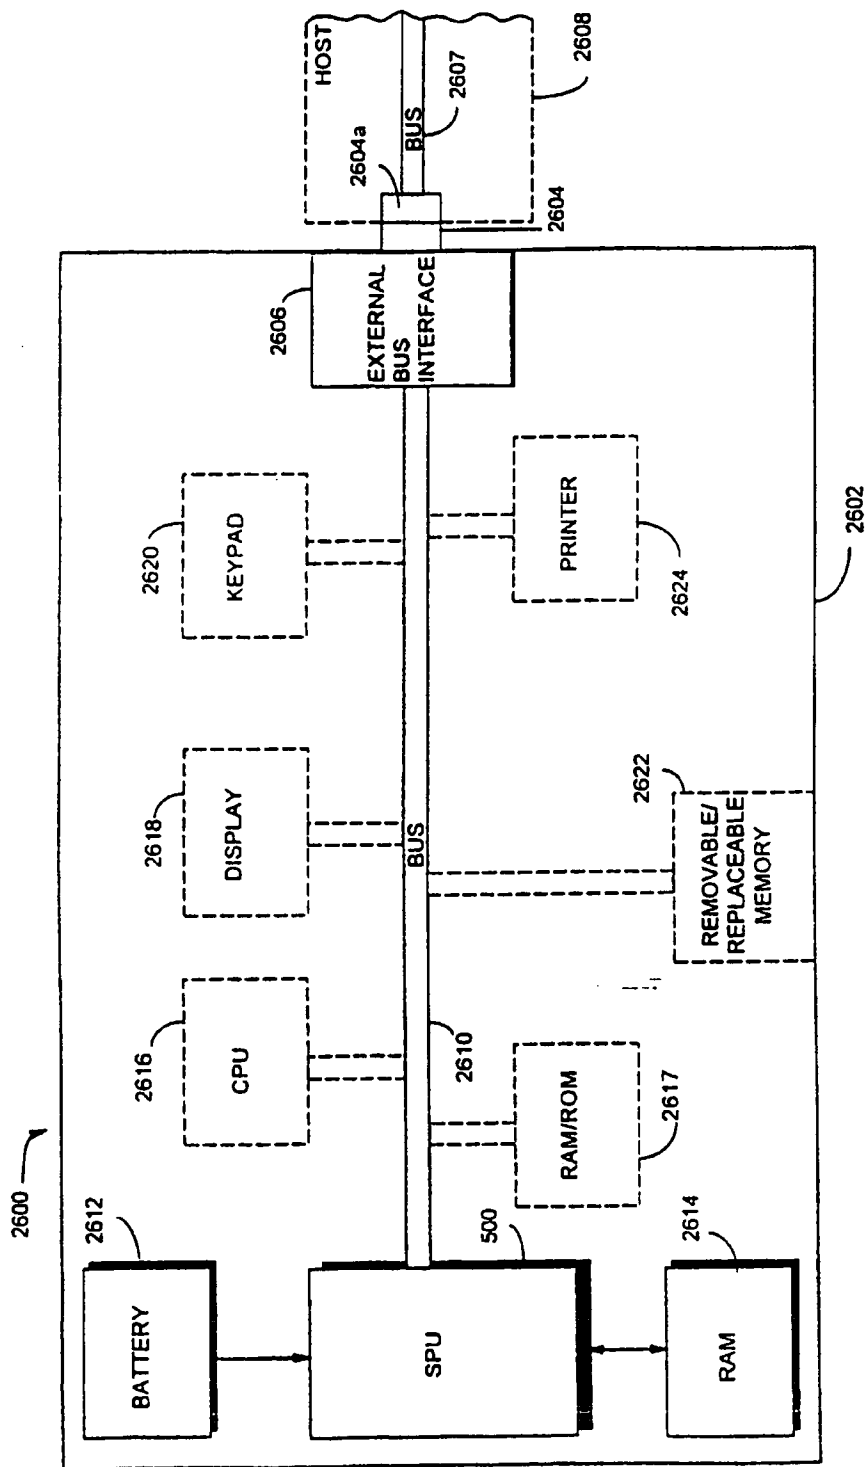 2600
BATTERY
2612
SPU
500
RAM
2614
CPU
2616
RAM/ROM
2617
2610
BUS
DISPLAY
2618
REMOVABLE/
REPLACEABLE
MEMORY
2622
KEYPAD
2620
PRINTER
2624
2602
EXTERNAL
BUS
INTERFACE
2606
2604a
2604
HOST
BUS
2607
2608